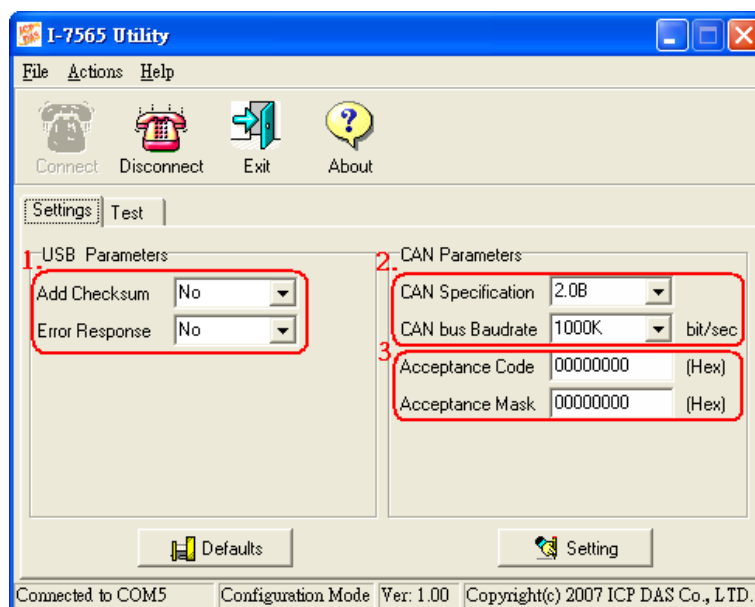 ICP DAS I-7565 Utility
File Actions Help
Connect Disconnect Exit About
Settings Test
1. USB Parameters
Add Checksum No
Error Response No
2. CAN Parameters
CAN Specification 2.0B
CAN bus Baudrate 1000K bit/sec
3.
Acceptance Code 00000000 (Hex)
Acceptance Mask 00000000 (Hex)
Defaults Setting
Connected to COM5 Configuration Mode Ver: 1.00 Copyright(c) 2007 ICP DAS Co., LTD.